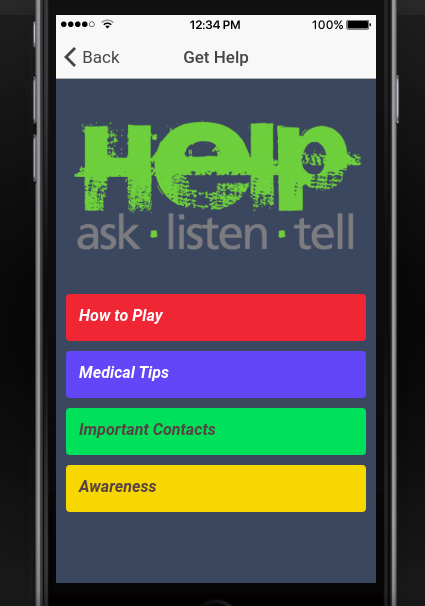 12:34 PM 100%
Back Get Help
Help
ask · listen · tell
How to Play
Medical Tips
Important Contacts
Awareness